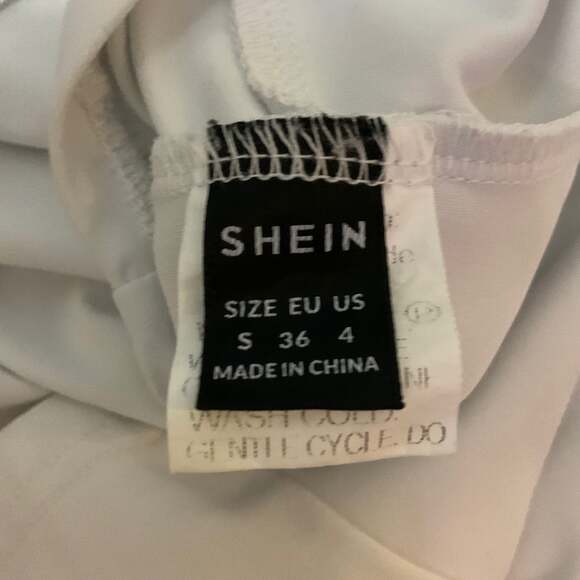 SHEIN
SIZE EU US
S 36 4
MADE IN CHINA
WASH COLD.
GENTLE CYCLE. DO